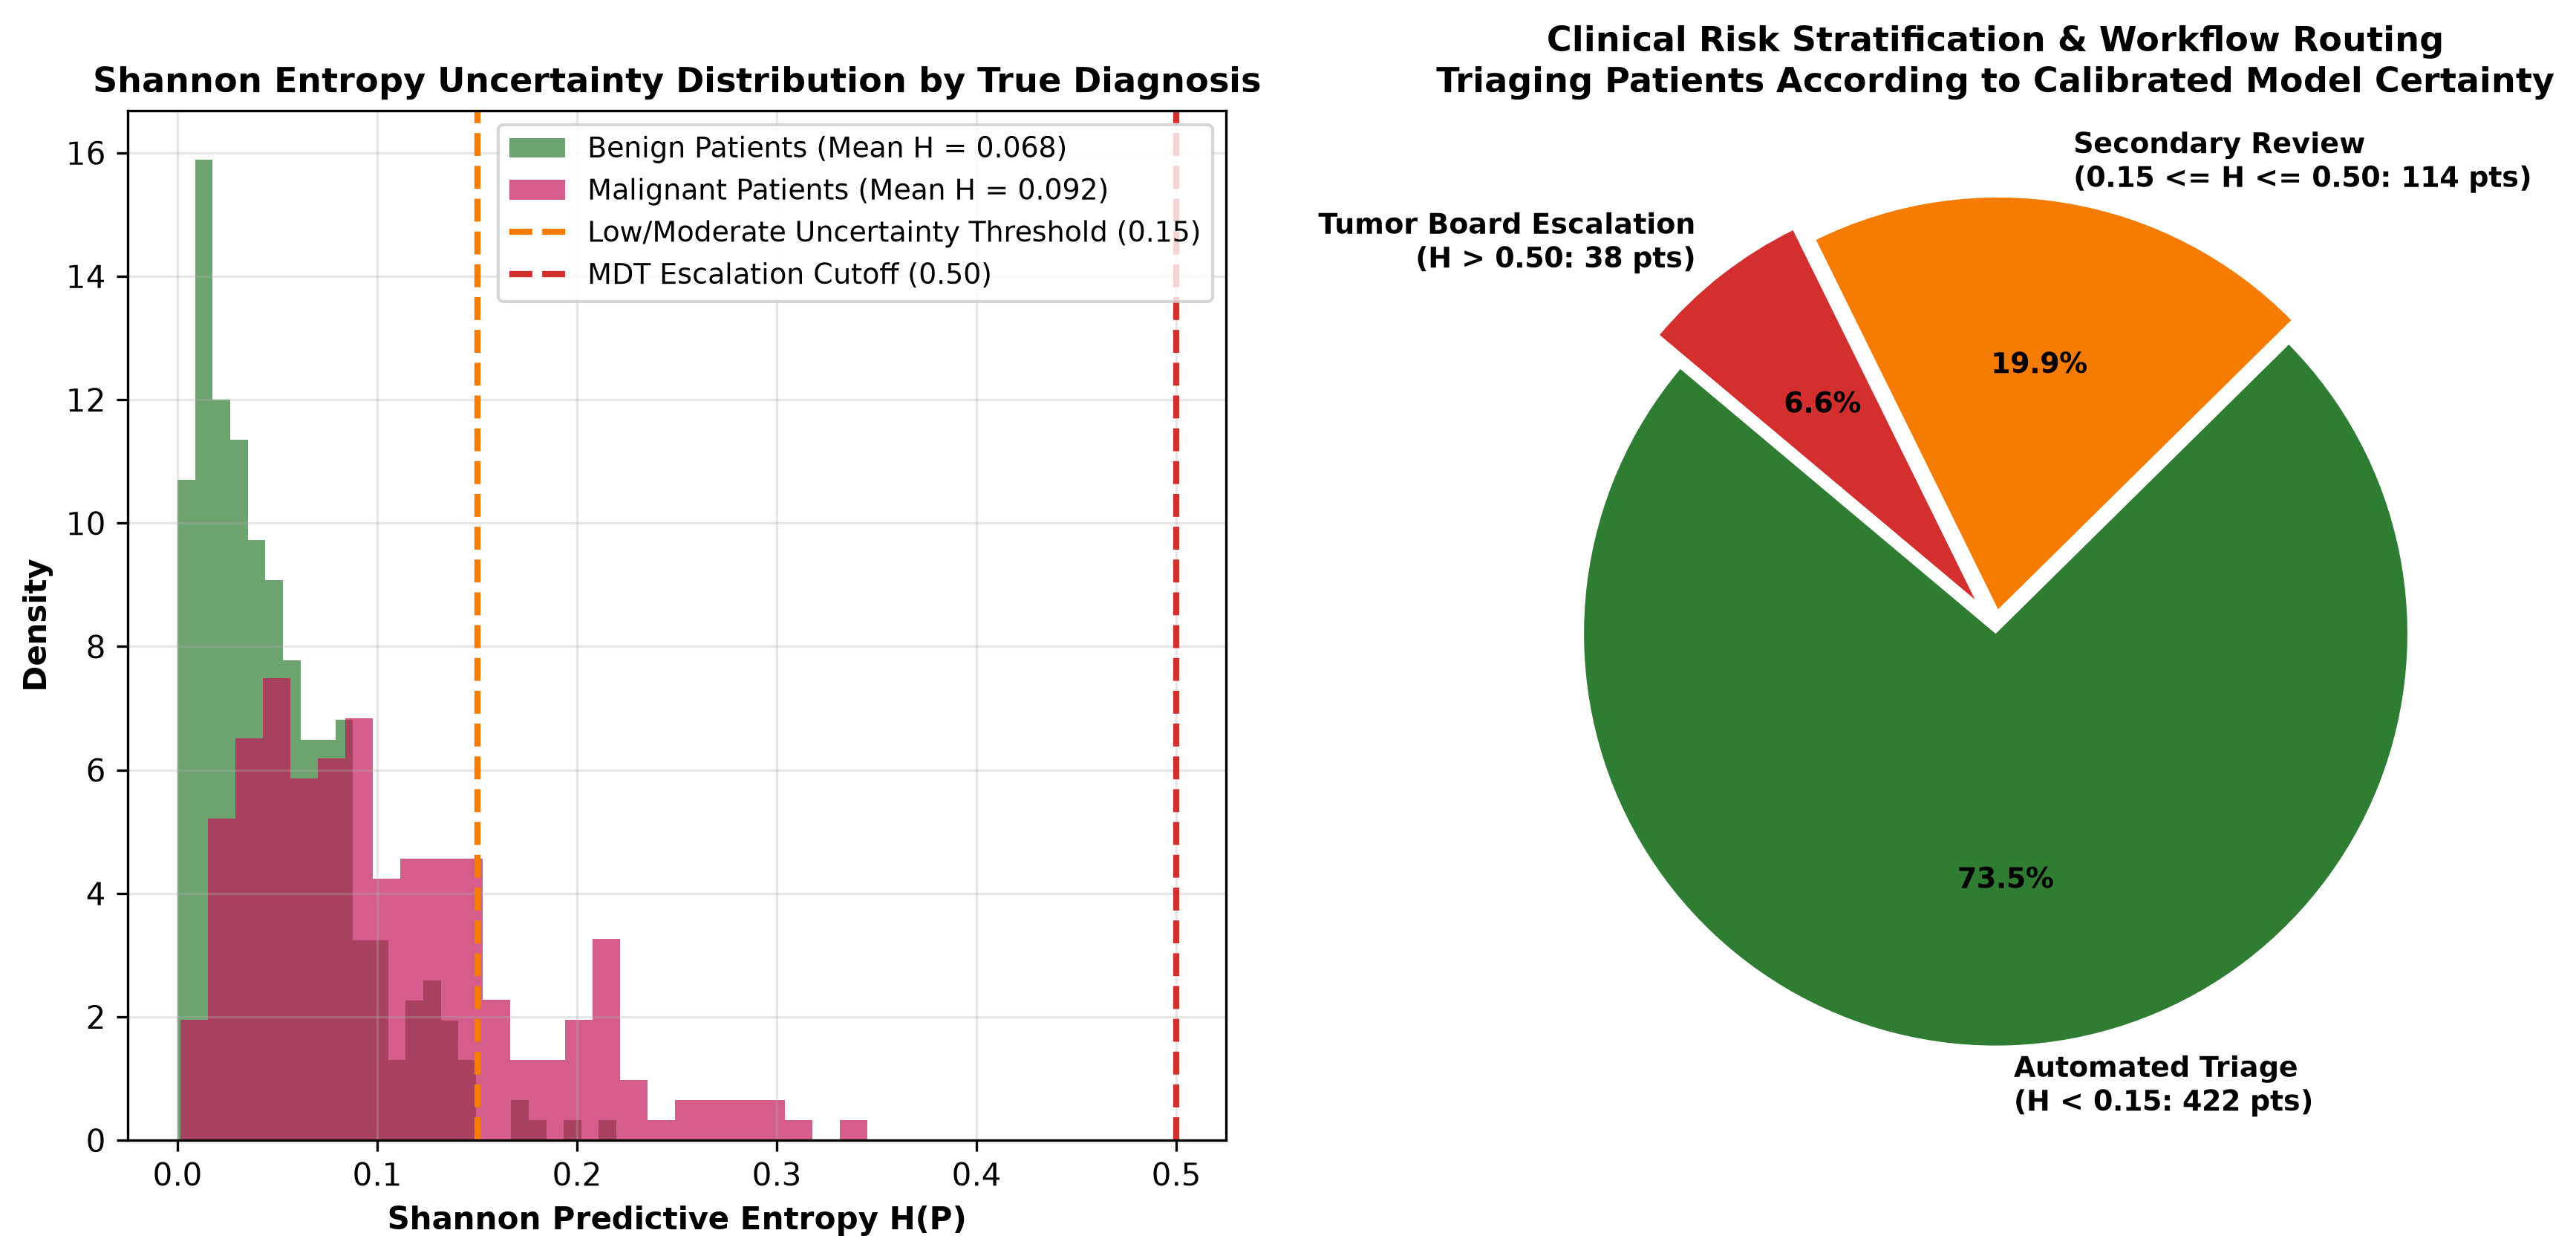 Shannon Entropy Uncertainty Distribution by True Diagnosis
Density
16
14
12
10
8
6
4
2
0
0.0
0.1
0.2
0.3
0.4
0.5
Shannon Predictive Entropy H(P)
Benign Patients (Mean H = 0.068)
Malignant Patients (Mean H = 0.092)
Low/Moderate Uncertainty Threshold (0.15)
MDT Escalation Cutoff (0.50)
Clinical Risk Stratification & Workflow Routing
Triaging Patients According to Calibrated Model Certainty
Secondary Review
(0.15 <= H <= 0.50: 114 pts)
Tumor Board Escalation
(H > 0.50: 38 pts)
19.9%
6.6%
73.5%
Automated Triage
(H < 0.15: 422 pts)